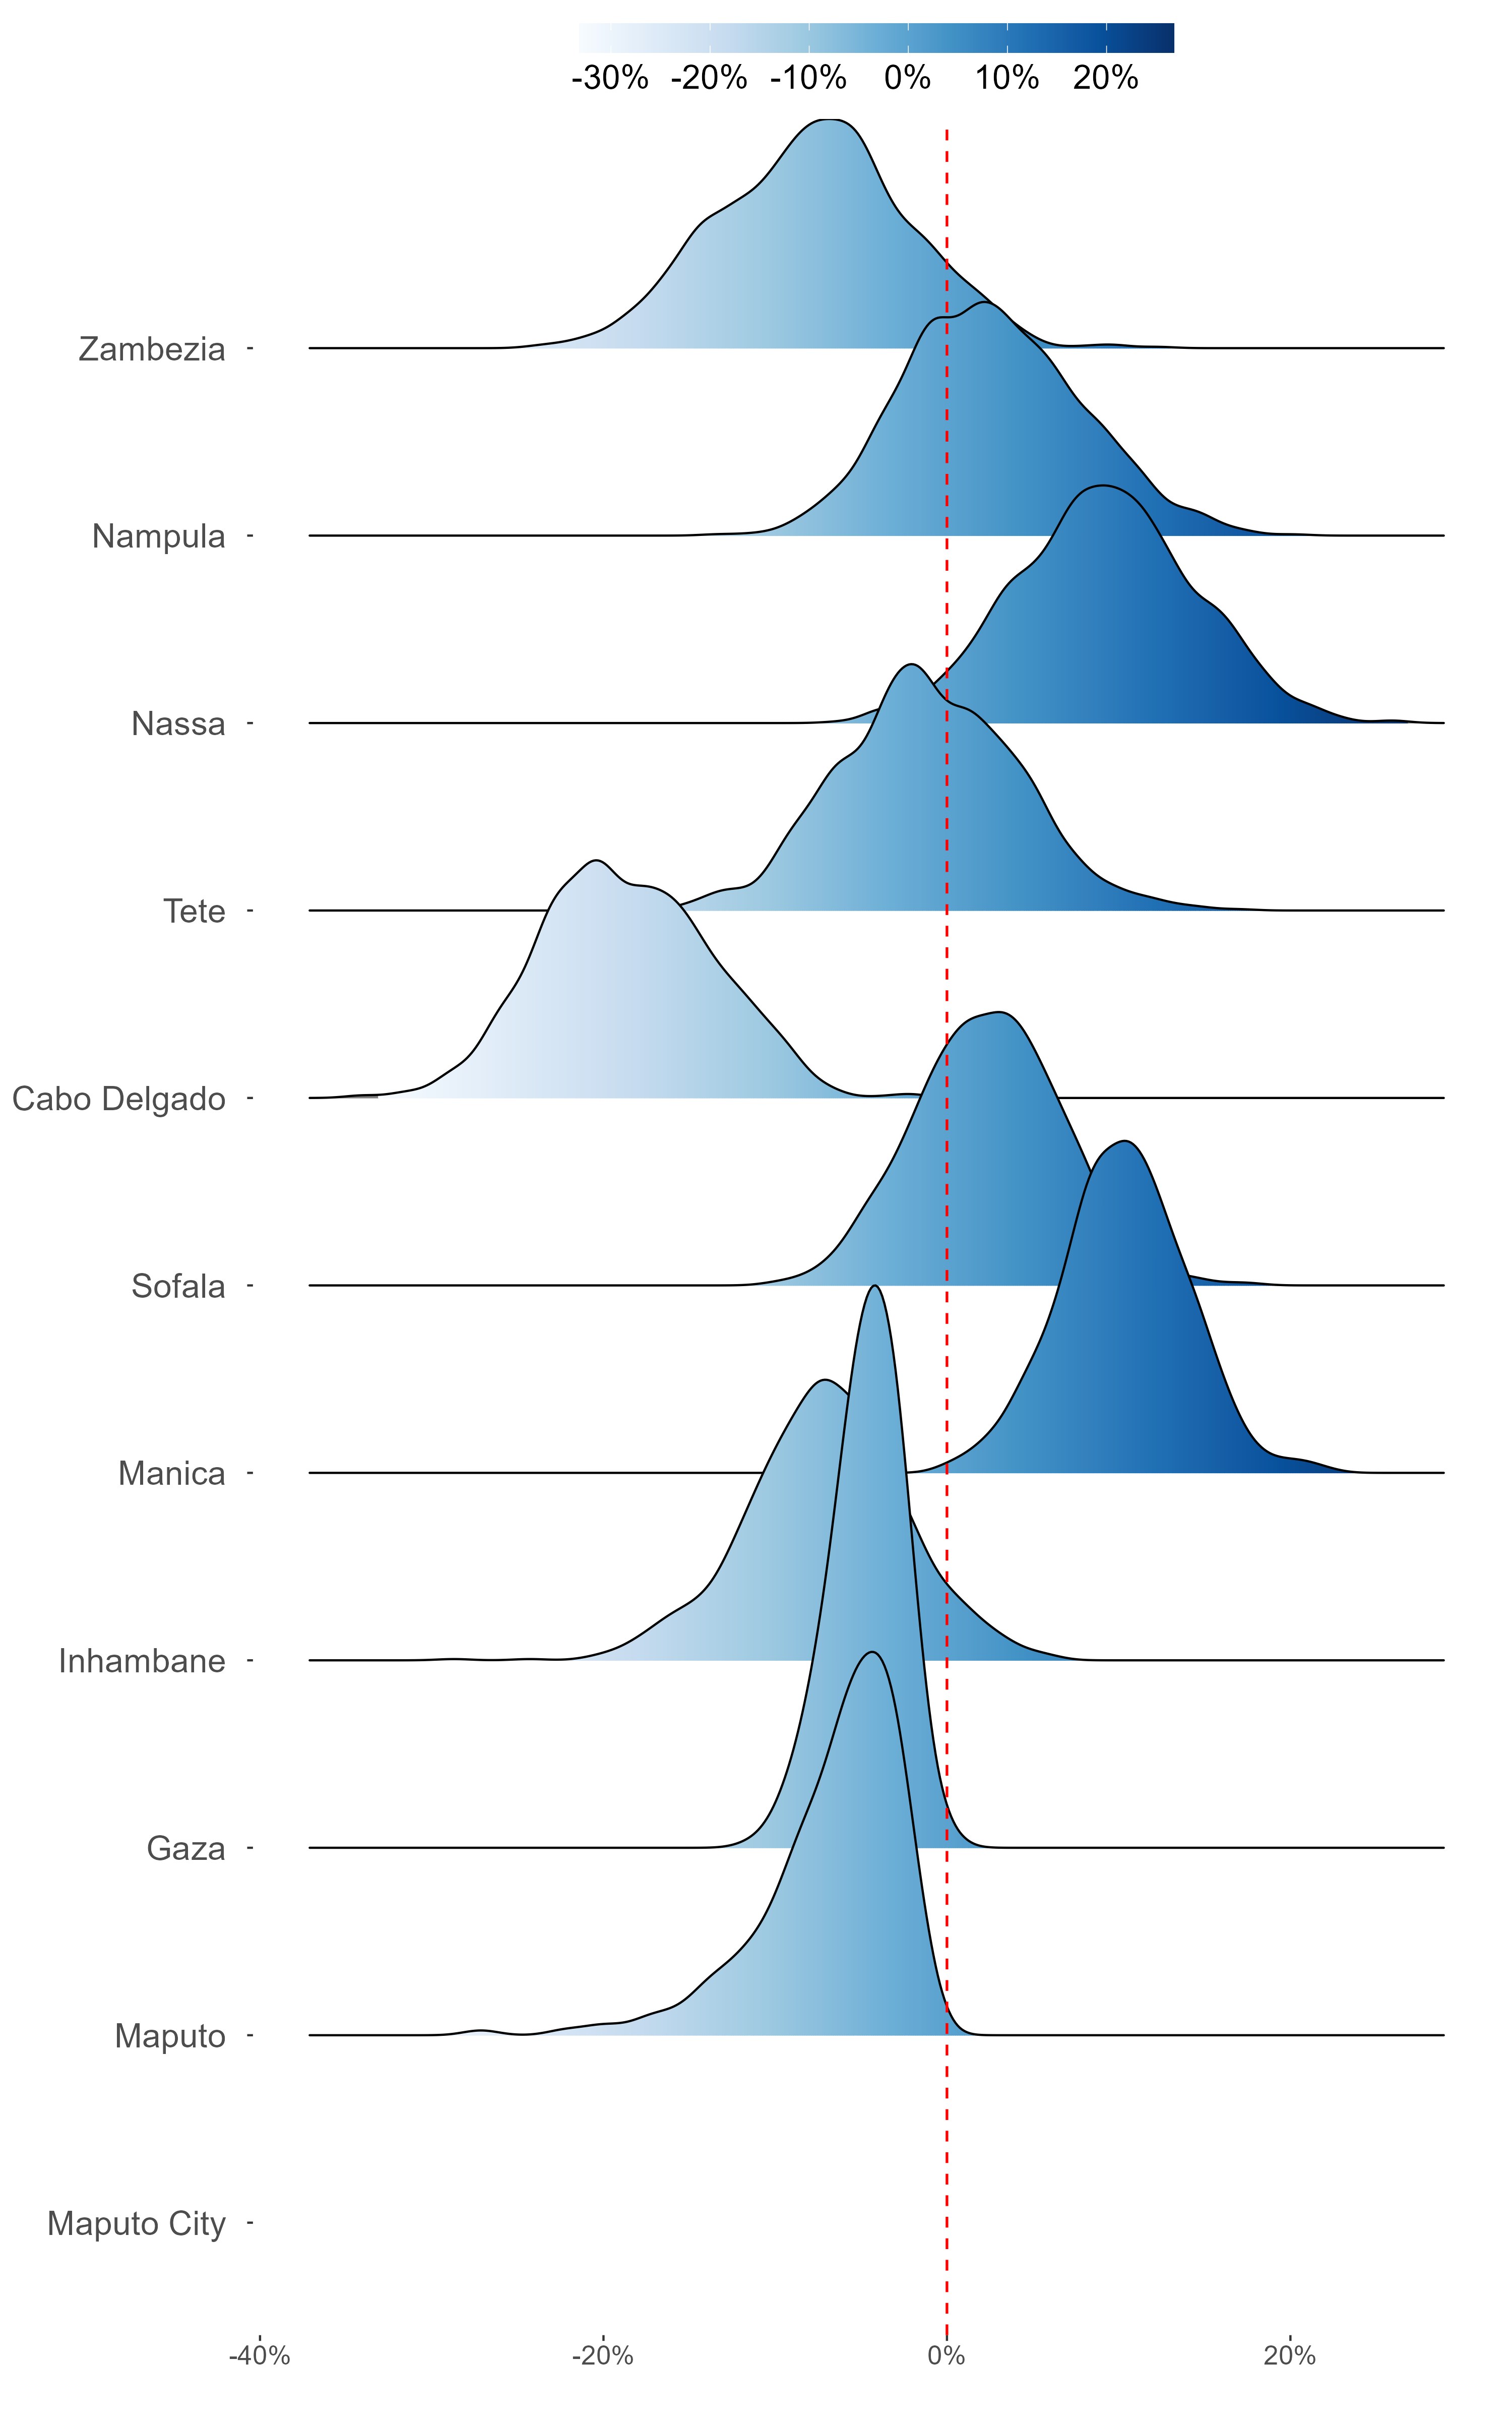 -30% -20% -10% 0% 10% 20%
Zambezia
Nampula
Nassa
Tete
Cabo Delgado
Sofala
Manica
Inhambane
Gaza
Maputo
Maputo City
-40% -20% 0% 20%